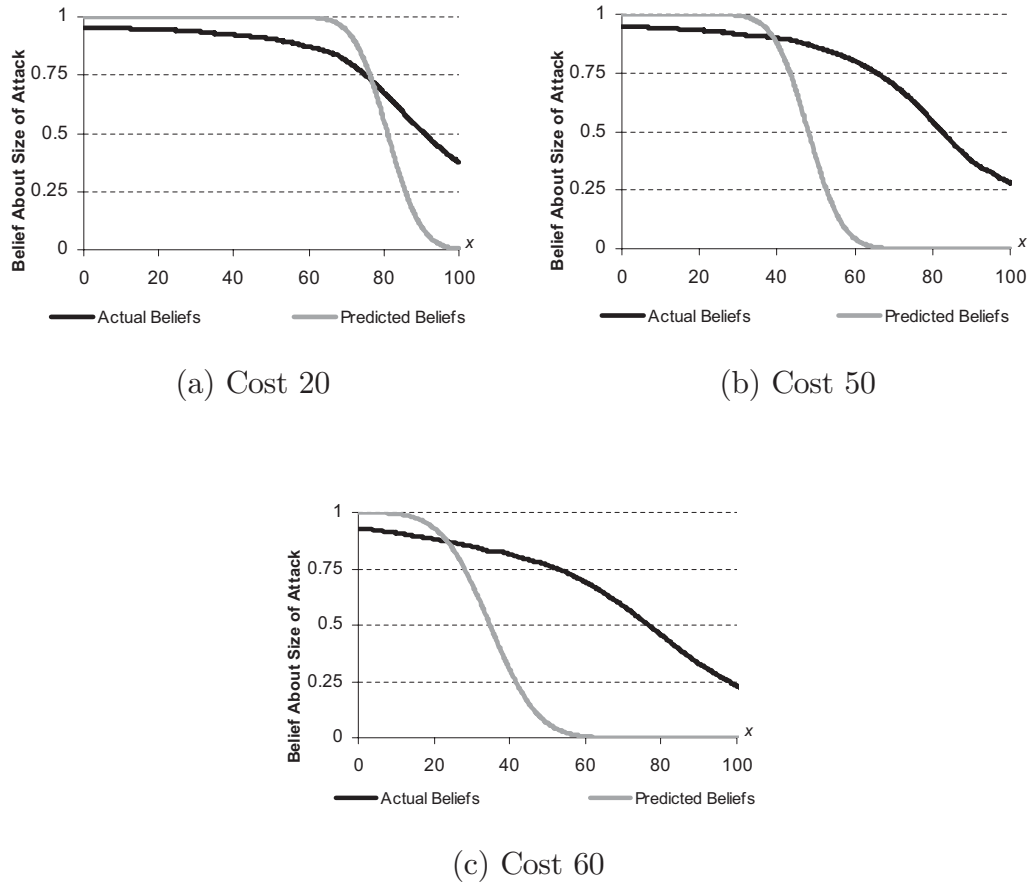 Belief About Size of Attack
1
0.75
0.5
0.25
0
0 20 40 60 80 100
x
Actual Beliefs Predicted Beliefs
(a) Cost 20
Belief About Size of Attack
1
0.75
0.5
0.25
0
0 20 40 60 80 100
x
Actual Beliefs Predicted Beliefs
(b) Cost 50
Belief About Size of Attack
1
0.75
0.5
0.25
0
0 20 40 60 80 100
x
Actual Beliefs Predicted Beliefs
(c) Cost 60